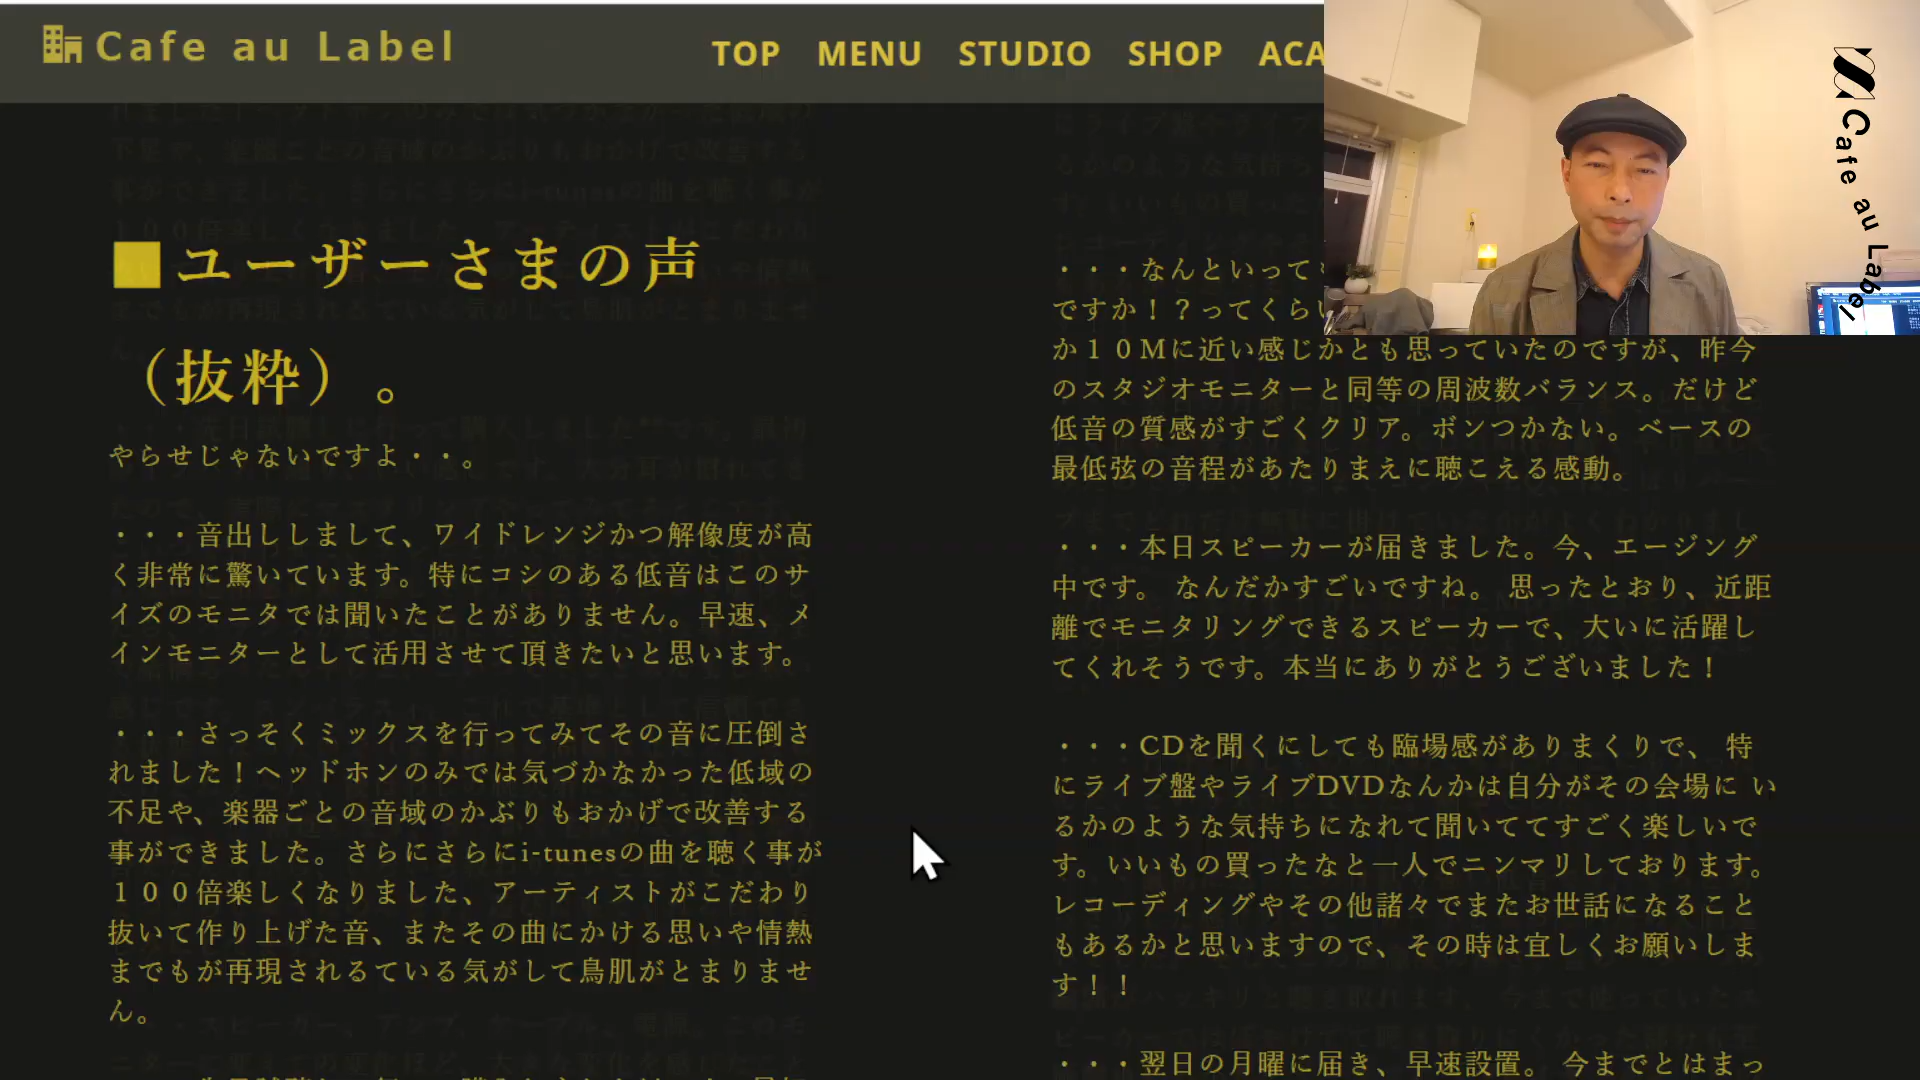 Cafe au Label
TOP MENU STUDIO SHOP ACA
Cafe au Label
■ユーザーさまの声
（抜粋）。
やらせじゃないですよ・・。
・・・音出ししまして、ワイドレンジかつ解像度が高
く非常に驚いています。特にコシのある低音はこのサ
イズのモニタでは聞いたことがありません。早速、メ
インモニターとして活用させて頂きたいと思います。
・・・さっそくミックスを行ってみてその音に圧倒さ
れました！ヘッドホンのみでは気づかなかった低域の
不足や、楽器ごとの音域のかぶりもおかげで改善する
事ができました。さらにさらにi-tunesの曲を聴く事が
１００倍楽しくなりました、アーティストがこだわり
抜いて作り上げた音、またその曲にかける思いや情熱
までもが再現されるている気がして鳥肌がとまりませ
ん。
・・・なんといって
ですか！？ってくら
か１０Mに近い感じかとも思っていたのですが、昨今
のスタジオモニターと同等の周波数バランス。だけど
低音の質感がすごくクリア。ボンつかない。ベースの
最低弦の音程があたりまえに聴こえる感動。
・・・本日スピーカーが届きました。今、エージング
中です。 なんだかすごいですね。 思ったとおり、近距
離でモニタリングできるスピーカーで、大いに活躍し
てくれそうです。本当にありがとうございました！
・・・CDを聞くにしても臨場感がありまくりで、 特
にライブ盤やライブDVDなんかは自分がその会場に い
るかのような気持ちになれて聞いててすごく楽しいで
す。いいもの買ったなと一人でニンマリしております。
レコーディングやその他諸々でまたお世話になること
もあるかと思いますので、その時は宜しくお願いしま
す！！
・・・翌日の月曜に届き、早速設置。 今までとはまっ